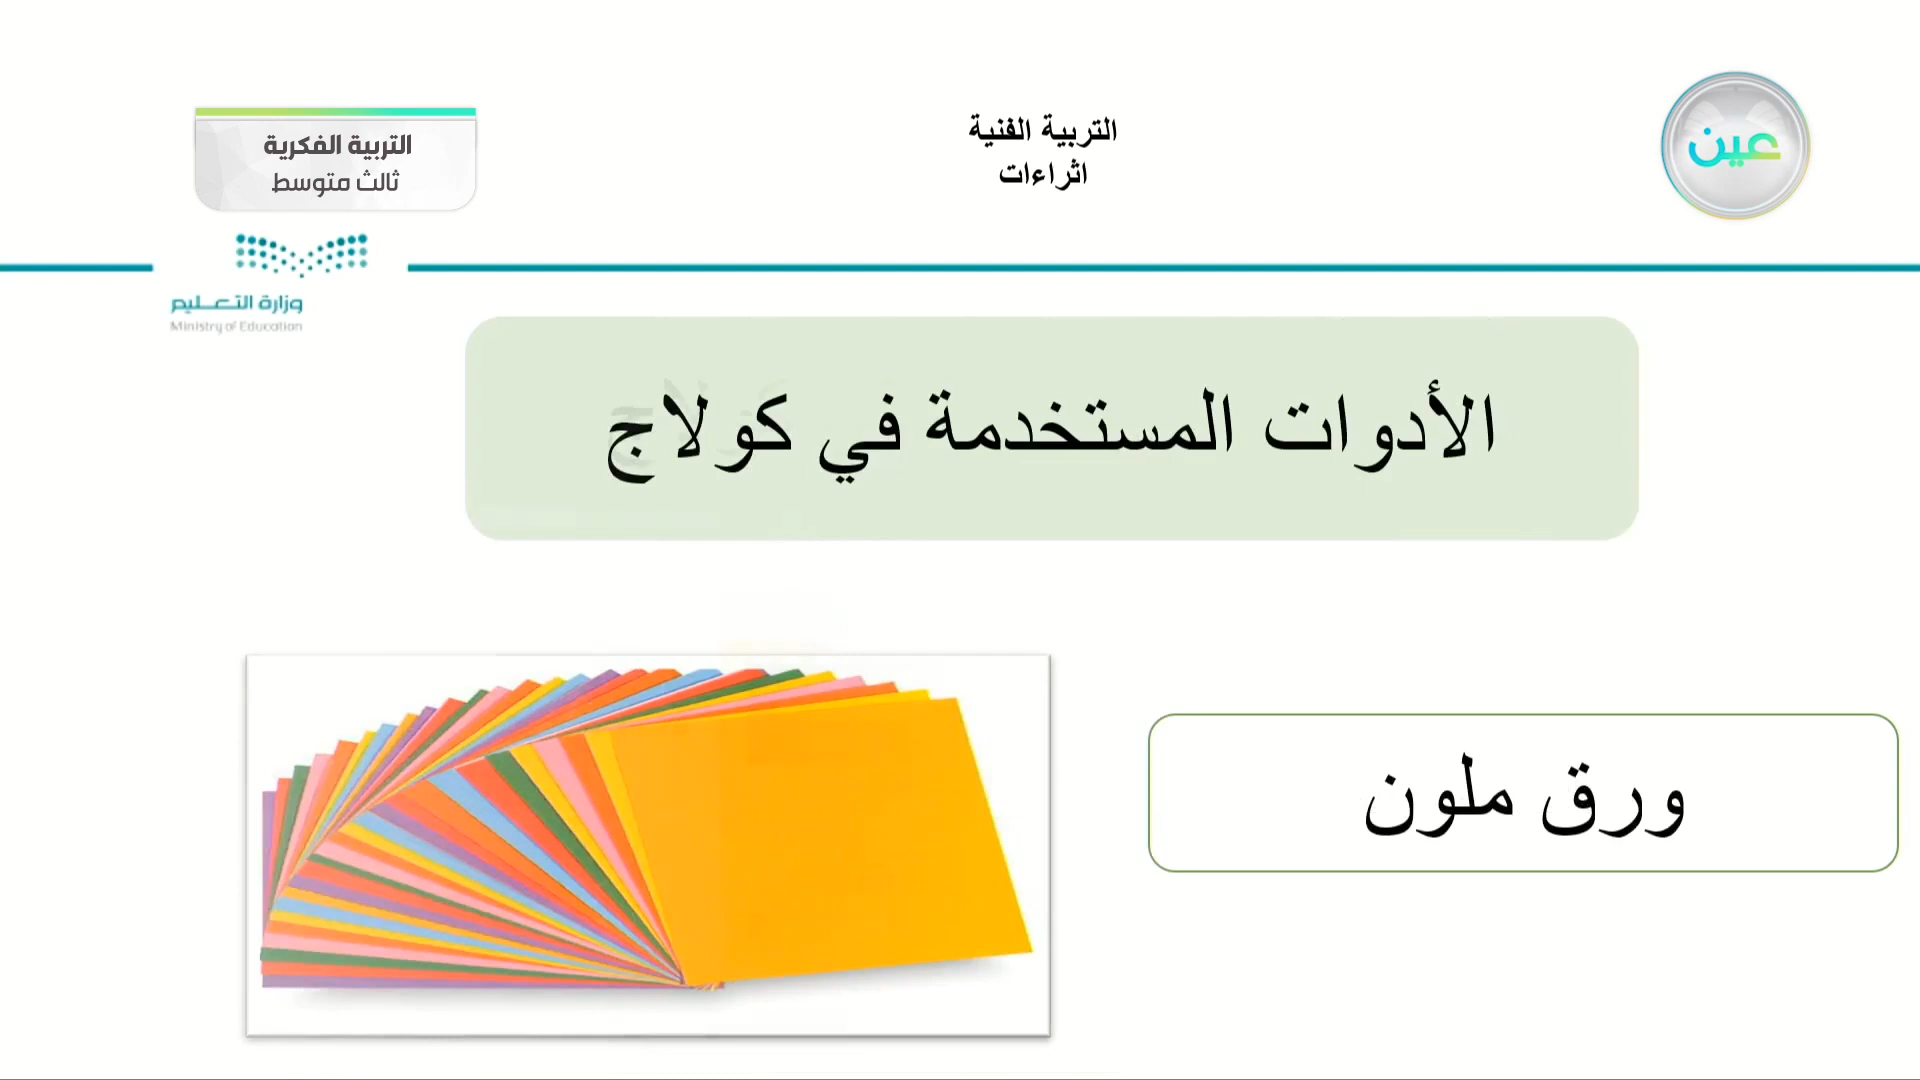 عين
التربية الفنية
اثراءات
التربية الفكرية
ثالث متوسط
وزارة التعليم
Ministry of Education
الأدوات المستخدمة في كولاج
ورق ملون